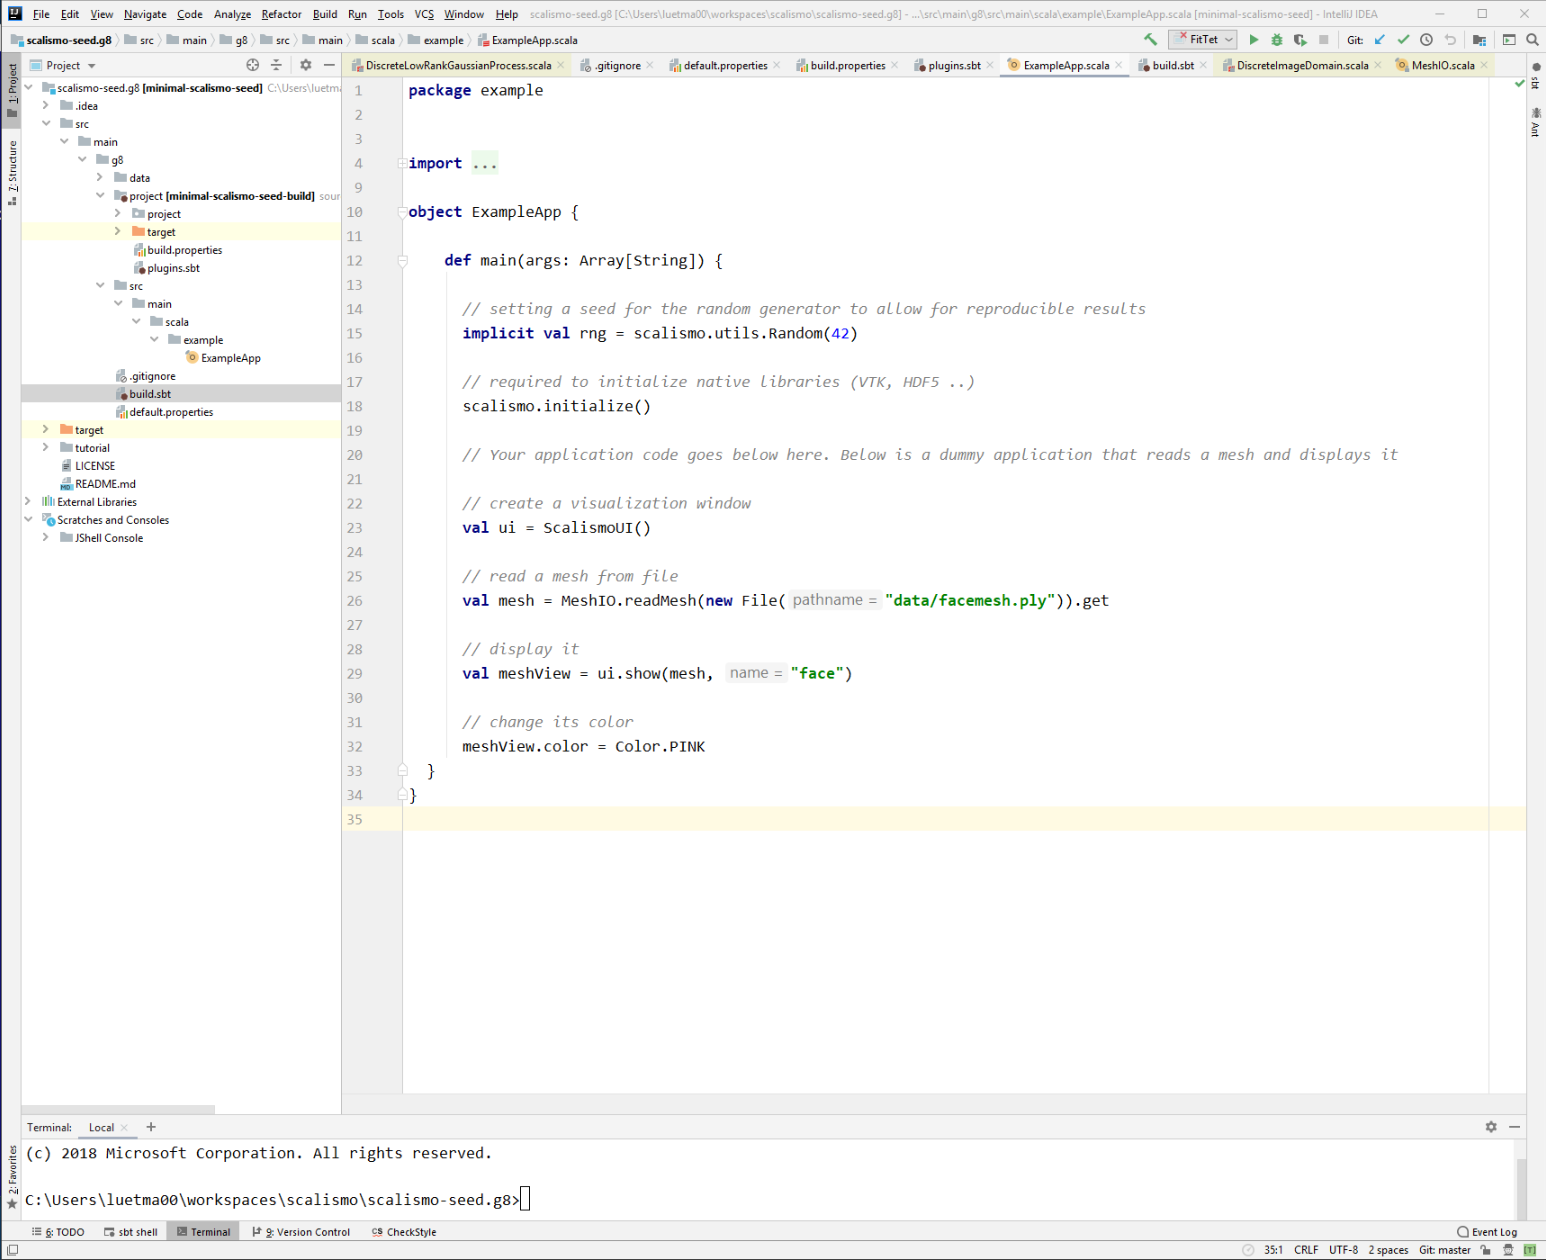 File Edit View Navigate Code Analyze Refactor Build Run Tools VCS Window Help scalismo-seed.g8 [C:\Users\luetma00\workspaces\scalismo\scalismo-seed.g8] - ...\src\main\g8\src\main\scala\example\ExampleApp.scala [minimal-scalismo-seed] - IntelliJ IDEA
scalismo-seed.g8 src main g8 src main scala example ExampleApp.scala FitTet Git:
Project DiscreteLowRankGaussianProcess.scala .gitignore default.properties build.properties plugins.sbt ExampleApp.scala build.sbt DiscreteImageDomain.scala MeshIO.scala
1: Project
7: Structure
2: Favorites
sbt
Ant
scalismo-seed.g8 [minimal-scalismo-seed] C:\Users\luetma
.idea
src
main
g8
data
project [minimal-scalismo-seed-build] sour
project
target
build.properties
plugins.sbt
src
main
scala
example
ExampleApp
.gitignore
build.sbt
default.properties
target
tutorial
LICENSE
README.md
External Libraries
Scratches and Consoles
JShell Console
1 package example
2
3
4 import ...
9
10 object ExampleApp {
11
12 def main(args: Array[String]) {
13
14 // setting a seed for the random generator to allow for reproducible results
15 implicit val rng = scalismo.utils.Random(42)
16
17 // required to initialize native libraries (VTK, HDF5 ..)
18 scalismo.initialize()
19
20 // Your application code goes below here. Below is a dummy application that reads a mesh and displays it
21
22 // create a visualization window
23 val ui = ScalismoUI()
24
25 // read a mesh from file
26 val mesh = MeshIO.readMesh(new File( pathname = "data/facemesh.ply")).get
27
28 // display it
29 val meshView = ui.show(mesh, name = "face")
30
31 // change its color
32 meshView.color = Color.PINK
33 }
34 }
35
Terminal: Local +
(c) 2018 Microsoft Corporation. All rights reserved.
C:\Users\luetma00\workspaces\scalismo\scalismo-seed.g8>
6: TODO sbt shell Terminal 9: Version Control CheckStyle Event Log
35:1 CRLF UTF-8 2 spaces Git: master